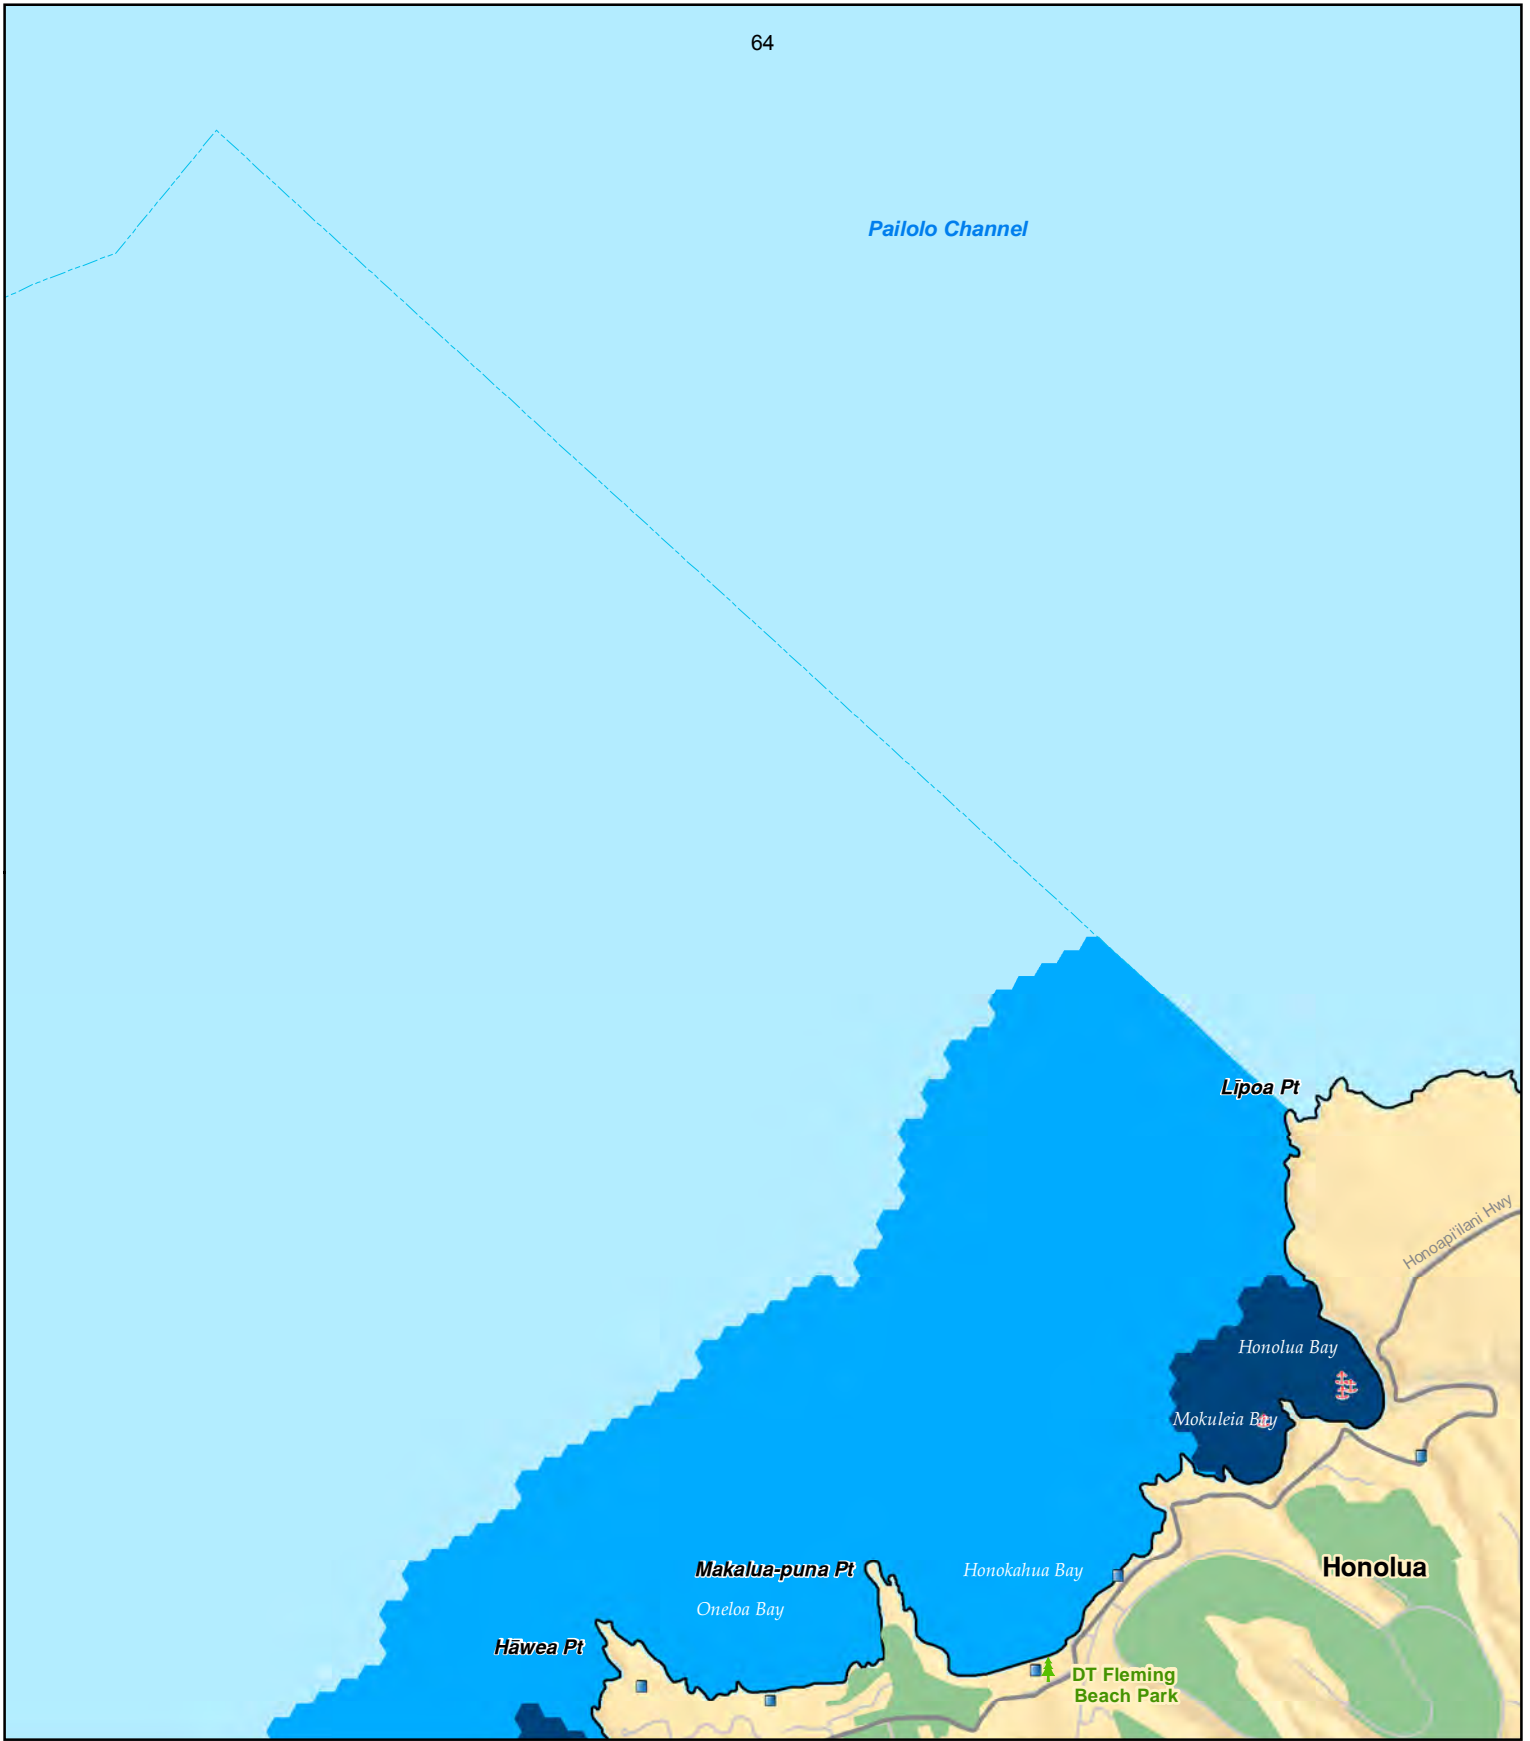 64
Pailolo Channel
Līpoa Pt
Honoapi'ilani Hwy
Honolua Bay
Mokuleia Bay
Makalua-puna Pt
Honokahua Bay
Honolua
Oneloa Bay
Hāwea Pt
DT Fleming
Beach Park